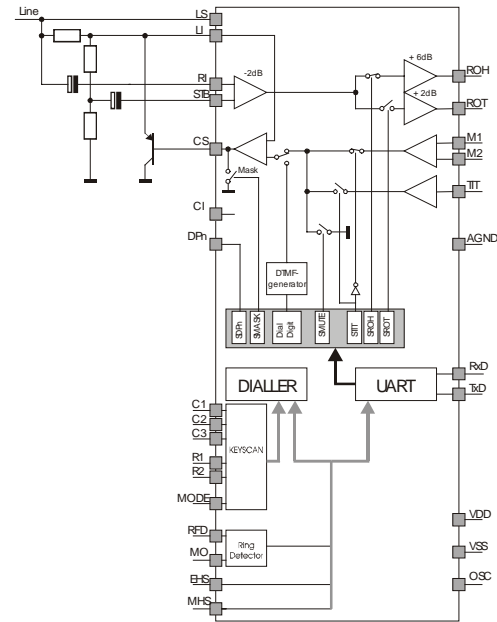 Line
LS
LI
RI
STB
CS
CI
DPn
-2dB
+ 6dB
+ 2dB
ROH
ROT
M1
M2
TIT
AGND
Mask
DTMF-
generator
SDPn
SMASK
Dial
Digit
SMUTE
STIT
SROH
SROT
DIALLER
UART
RxD
TxD
C1
C2
C3
R1
R2
MODE
KEYSCAN
RFD
MO
EHS
MHS
Ring
Detector
VDD
VSS
OSC